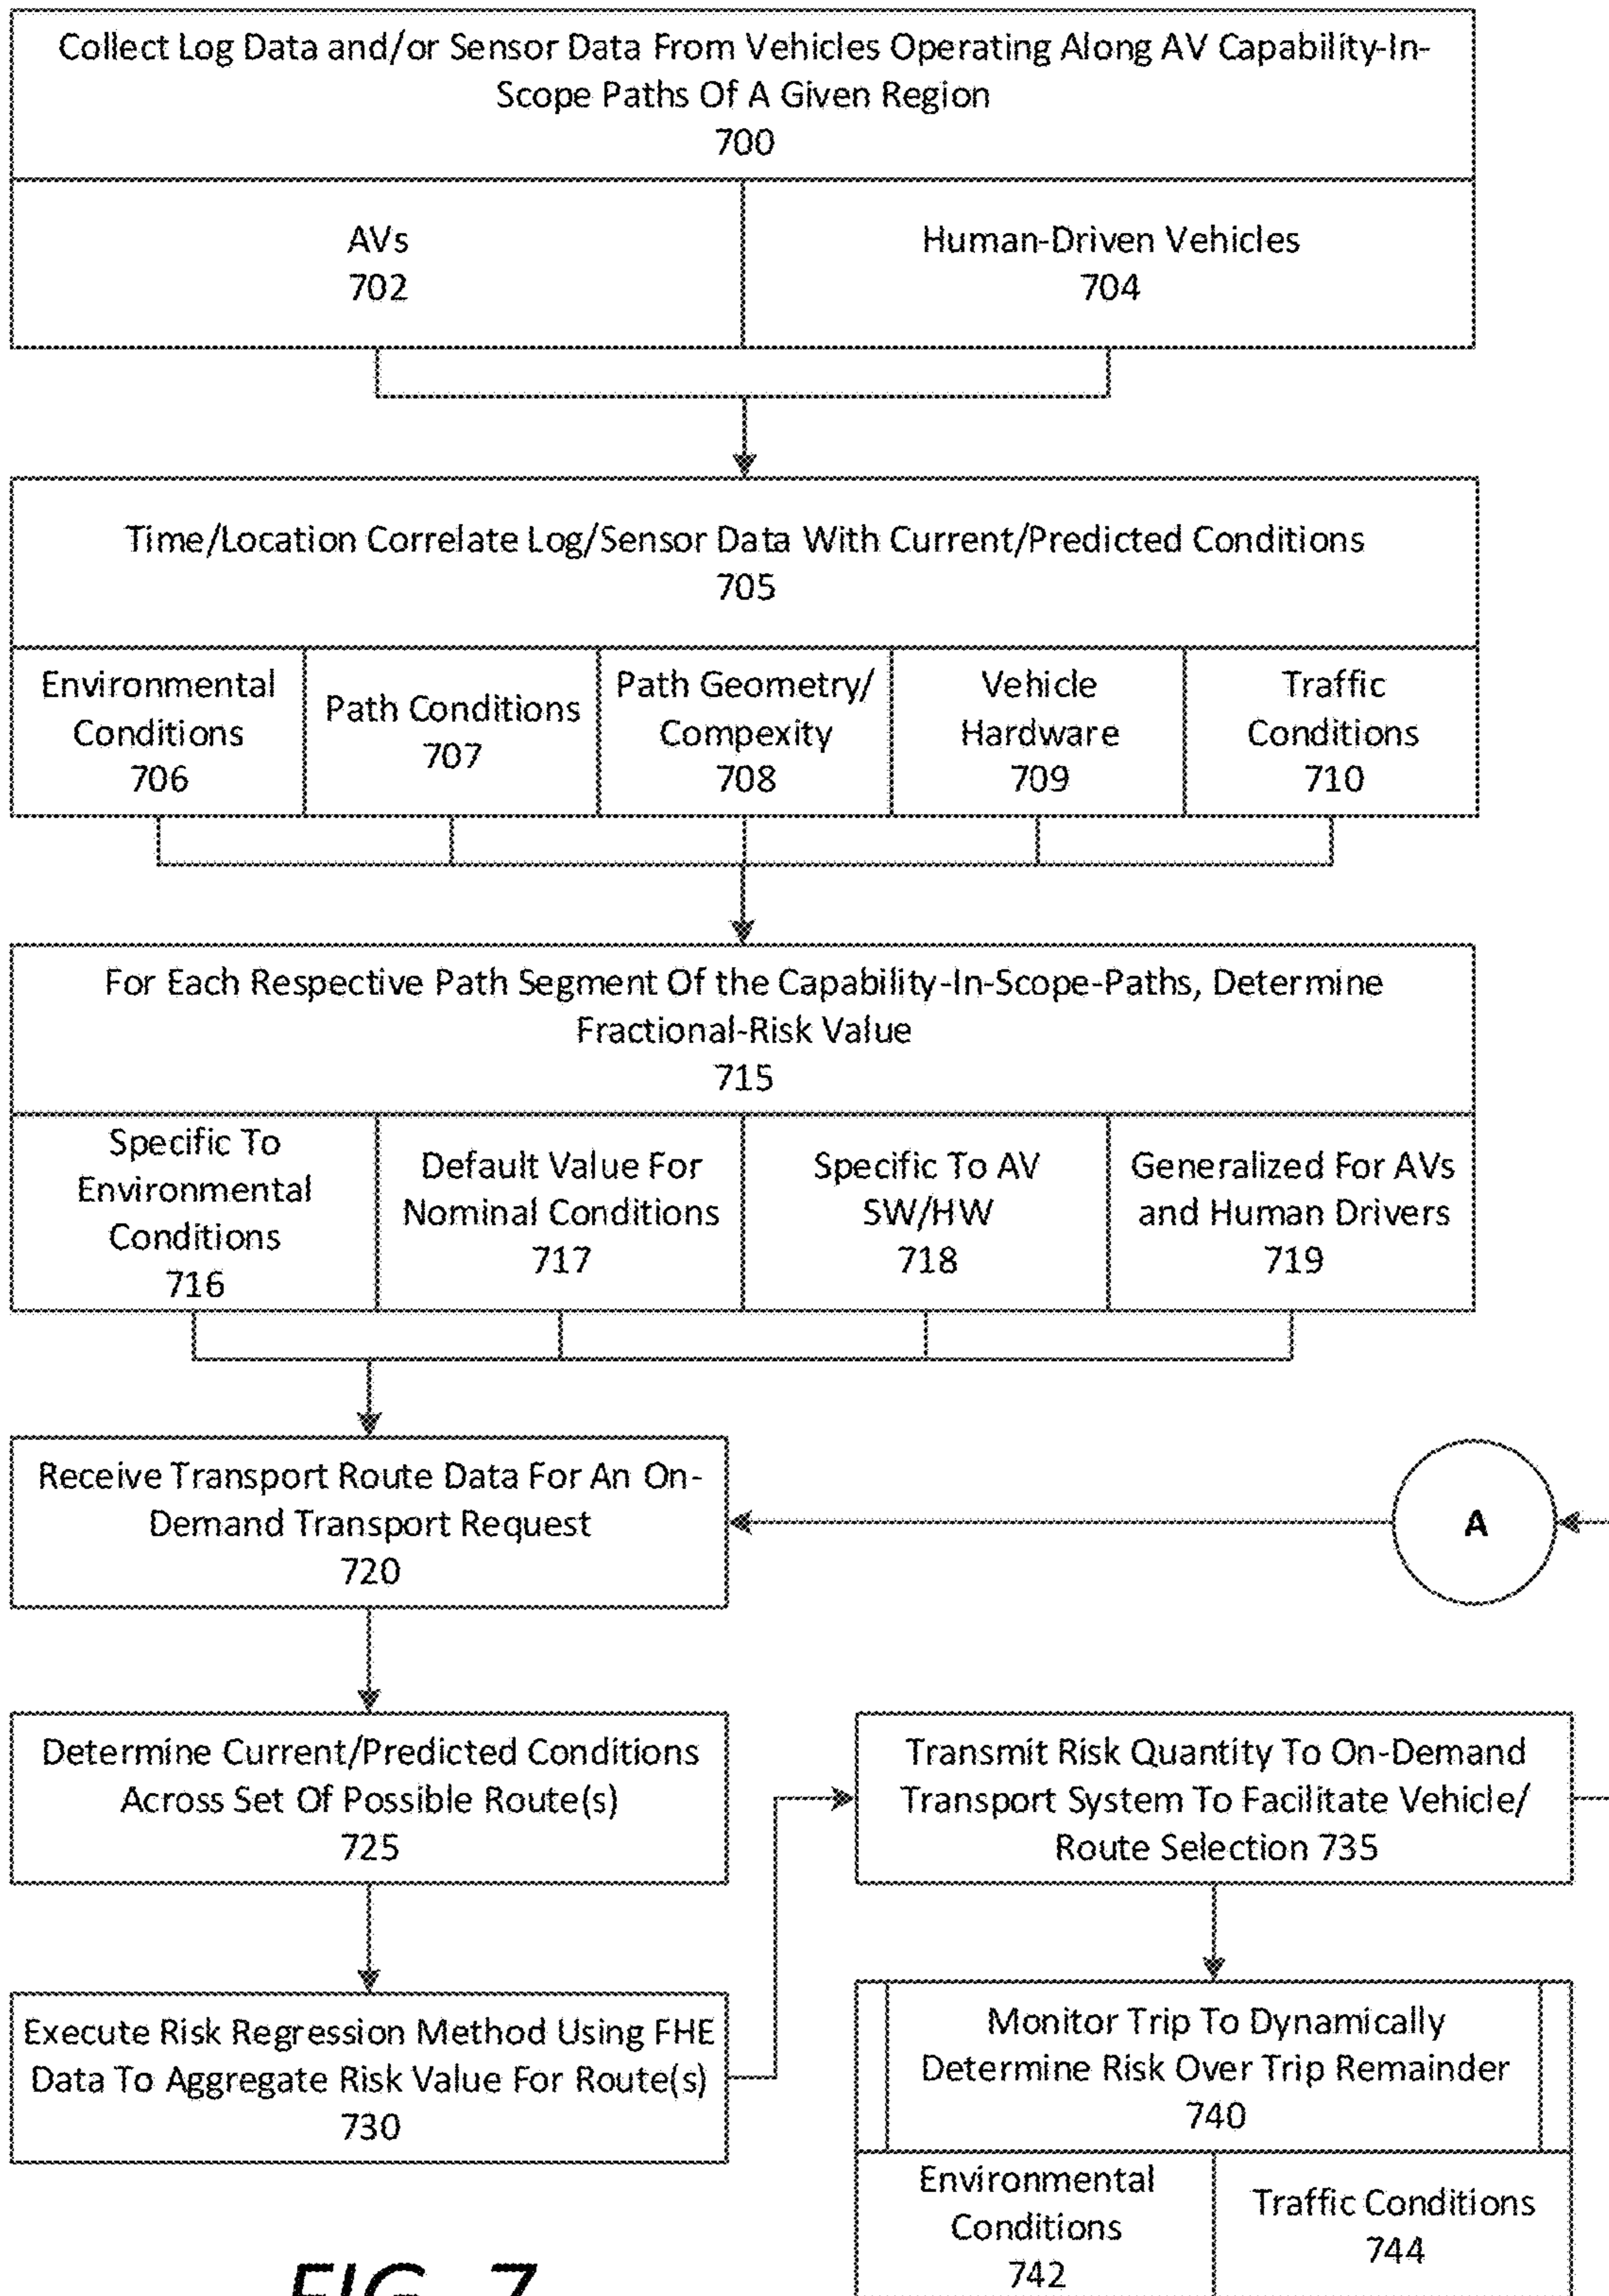 Collect Log Data and/or Sensor Data From Vehicles Operating Along AV Capability-In-
Scope Paths Of A Given Region
700
AVs
702
Human-Driven Vehicles
704
Time/Location Correlate Log/Sensor Data With Current/Predicted Conditions
705
Environmental
Conditions
706
Path Conditions
707
Path Geometry/
Compexity
708
Vehicle
Hardware
709
Traffic
Conditions
710
For Each Respective Path Segment Of the Capability-In-Scope-Paths, Determine
Fractional-Risk Value
715
Specific To
Environmental
Conditions
716
Default Value For
Nominal Conditions
717
Specific To AV
SW/HW
718
Generalized For AVs
and Human Drivers
719
Receive Transport Route Data For An On-
Demand Transport Request
720
A
Determine Current/Predicted Conditions
Across Set Of Possible Route(s)
725
Execute Risk Regression Method Using FHE
Data To Aggregate Risk Value For Route(s)
730
Transmit Risk Quantity To On-Demand
Transport System To Facilitate Vehicle/
Route Selection 735
Monitor Trip To Dynamically
Determine Risk Over Trip Remainder
740
Environmental
Conditions
742
Traffic Conditions
744
FIG. 7